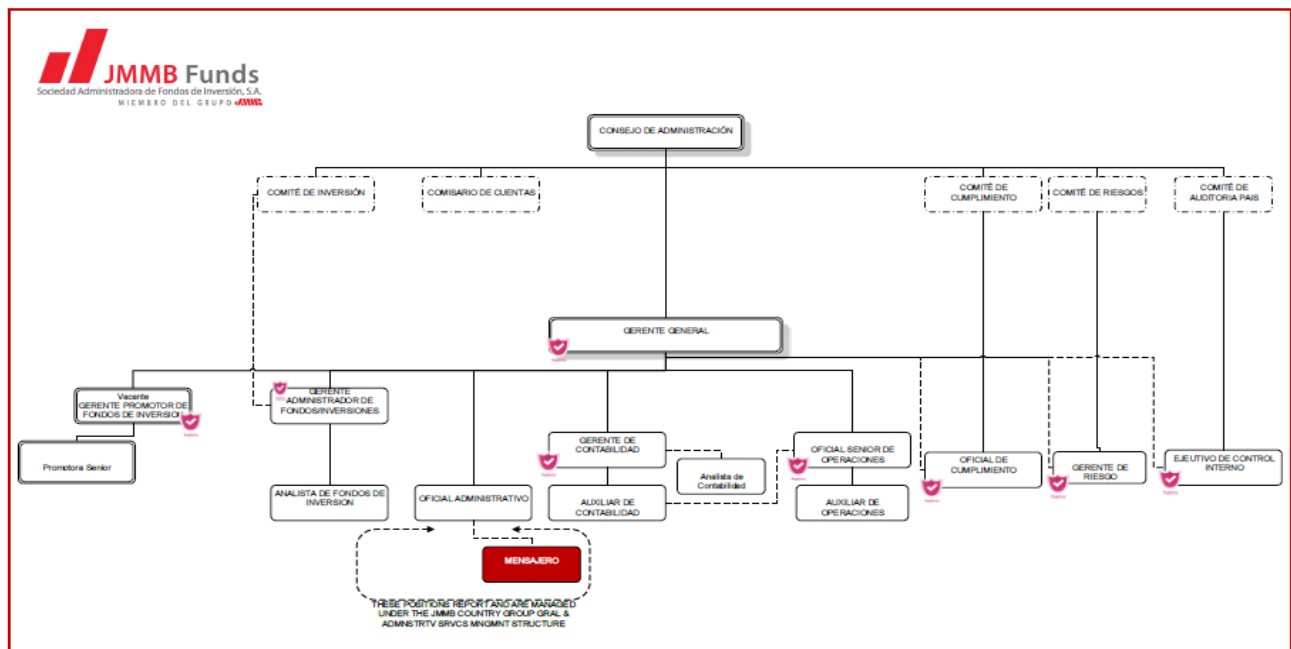 JMMB Funds
Sociedad Administradora de Fondos de Inversión, S.A.
MIEMBRO DEL GRUPO JMMB
CONSEJO DE ADMINISTRACIÓN
COMITÉ DE INVERSIÓN
COMISARIO DE CUENTAS
COMITÉ DE
CUMPLIMIENTO
COMITÉ DE RIESGOS
COMITÉ DE
AUDITORIA PAIS
GERENTE GENERAL
Vacante
GERENTE PROMOTOR DE
FONDOS DE INVERSION
GERENTE
ADMINISTRADOR DE
FONDOS/INVERSIONES
GERENTE DE
CONTABILIDAD
OFICIAL SENIOR DE
OPERACIONES
Promotora Senior
Analista de
Contabilidad
OFICIAL DE
CUMPLIMIENTO
GERENTE DE
RIESGO
EJEUTIVO DE CONTROL
INTERNO
ANALISTA DE FONDOS DE
INVERSION
OFICIAL ADMINISTRATIVO
AUXILIAR DE
CONTABILIDAD
AUXILIAR DE
OPERACIONES
MENSAJERO
THESE POSITIONS REPORT AND ARE MANAGED
UNDER THE JMMB COUNTRY GROUP GRAL &
ADMNSTRTV SRVCS MNGMNT STRUCTURE